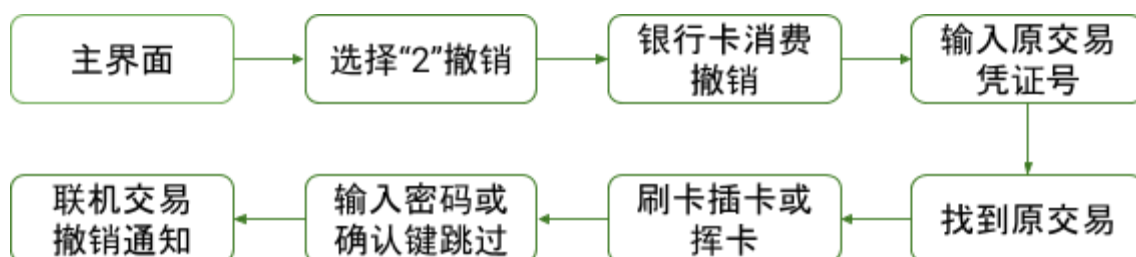 主界面
选择“2”撤销
银行卡消费
撤销
输入原交易
凭证号
找到原交易
刷卡插卡或
挥卡
输入密码或
确认键跳过
联机交易
撤销通知